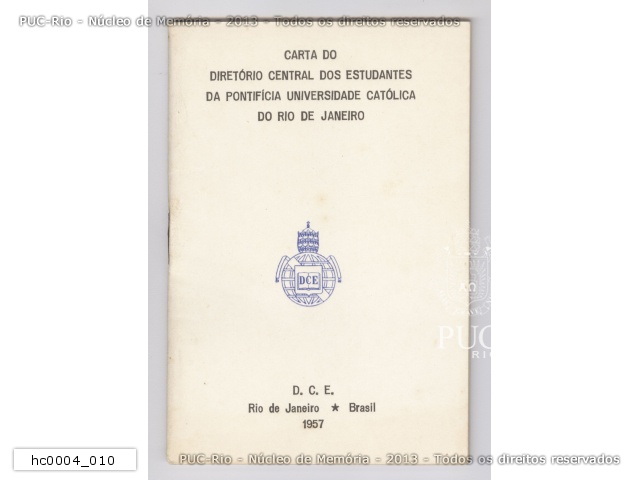 PUC-Rio - Núcleo de Memória - 2013 - Todos os direitos reservados
CARTA DO
DIRETÓRIO CENTRAL DOS ESTUDANTES
DA PONTIFÍCIA UNIVERSIDADE CATÓLICA
DO RIO DE JANEIRO
DCE
PUC
RIO
D. C. E.
Rio de Janeiro ★ Brasil
1957
PUC-Rio - Núcleo de Memória - 2013 - Todos os direitos reservados
hc0004_010